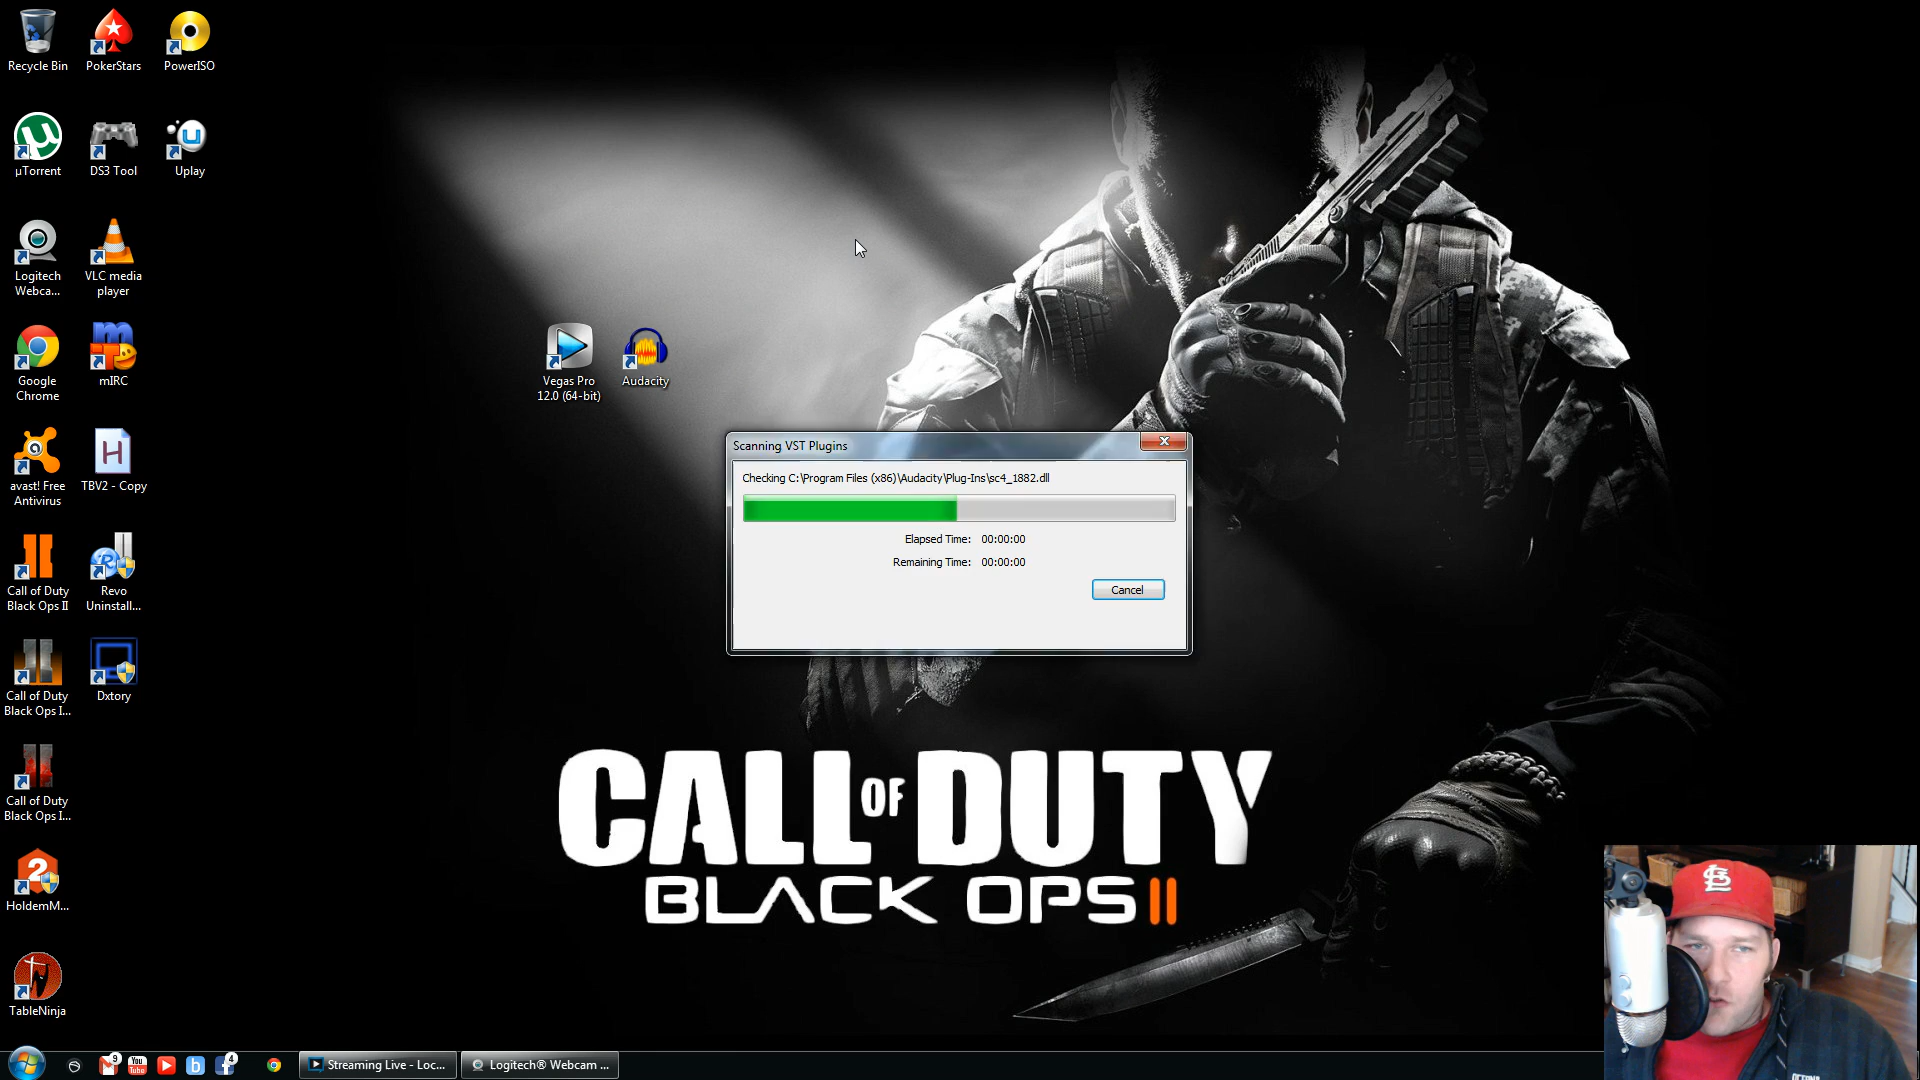 Recycle Bin
PokerStars
PowerISO
µTorrent
DS3 Tool
Uplay
Logitech
Webca...
VLC media
player
Google
Chrome
mIRC
avast! Free
Antivirus
TBV2 - Copy
Call of Duty
Black Ops II
Revo
Uninstall...
Call of Duty
Black Ops I...
Dxtory
Call of Duty
Black Ops I...
HoldemM...
TableNinja
Vegas Pro
12.0 (64-bit)
Audacity
Scanning VST Plugins
Checking C:\Program Files (x86)\Audacity\Plug-Ins\sc4_1882.dll
Elapsed Time: 00:00:00
Remaining Time: 00:00:00
Cancel
CALL OF DUTY
BLACK OPS II
9
You
Tube
4
Streaming Live - Loc...
Logitech® Webcam ...